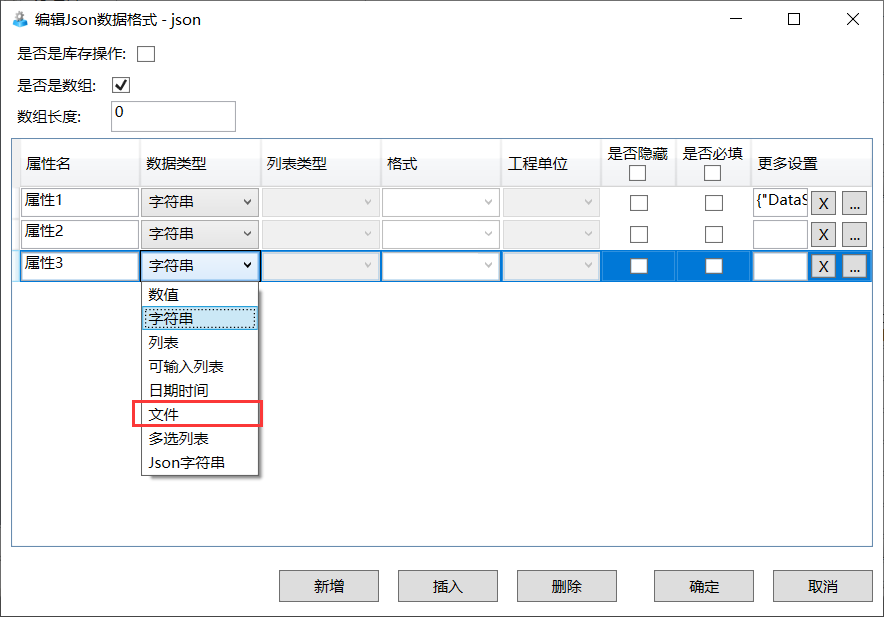 编辑Json数据格式 - json
是否是库存操作:
是否是数组:
数组长度: 0
属性名 数据类型 列表类型 格式 工程单位 是否隐藏 是否必填 更多设置
属性1 字符串 {"DataS X ...
属性2 字符串 X ...
属性3 字符串 X ...
数值
字符串
列表
可输入列表
日期时间
文件
多选列表
Json字符串
新增 插入 删除 确定 取消